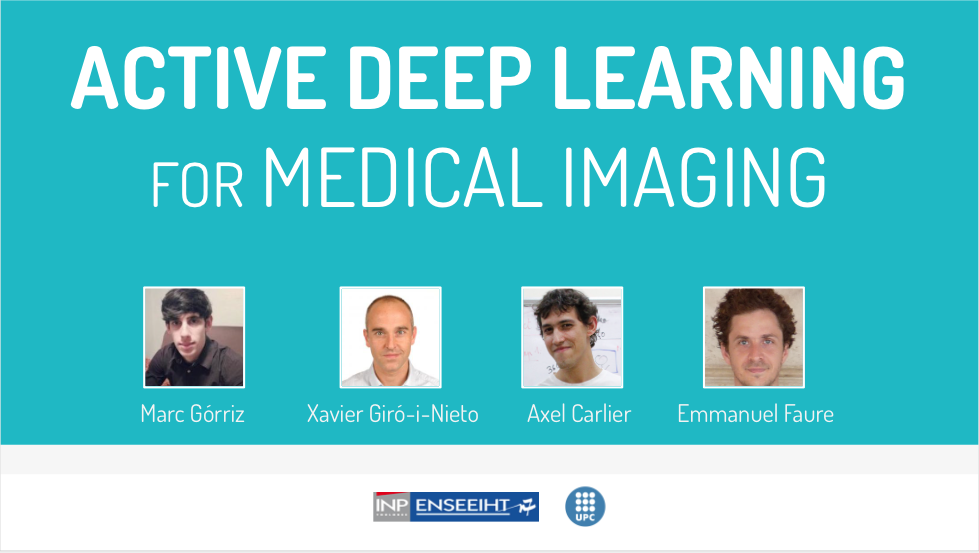 ACTIVE DEEP LEARNING
FOR MEDICAL IMAGING
Marc Górriz Xavier Giró-i-Nieto Axel Carlier Emmanuel Faure
INP ENSEEIHT UPC